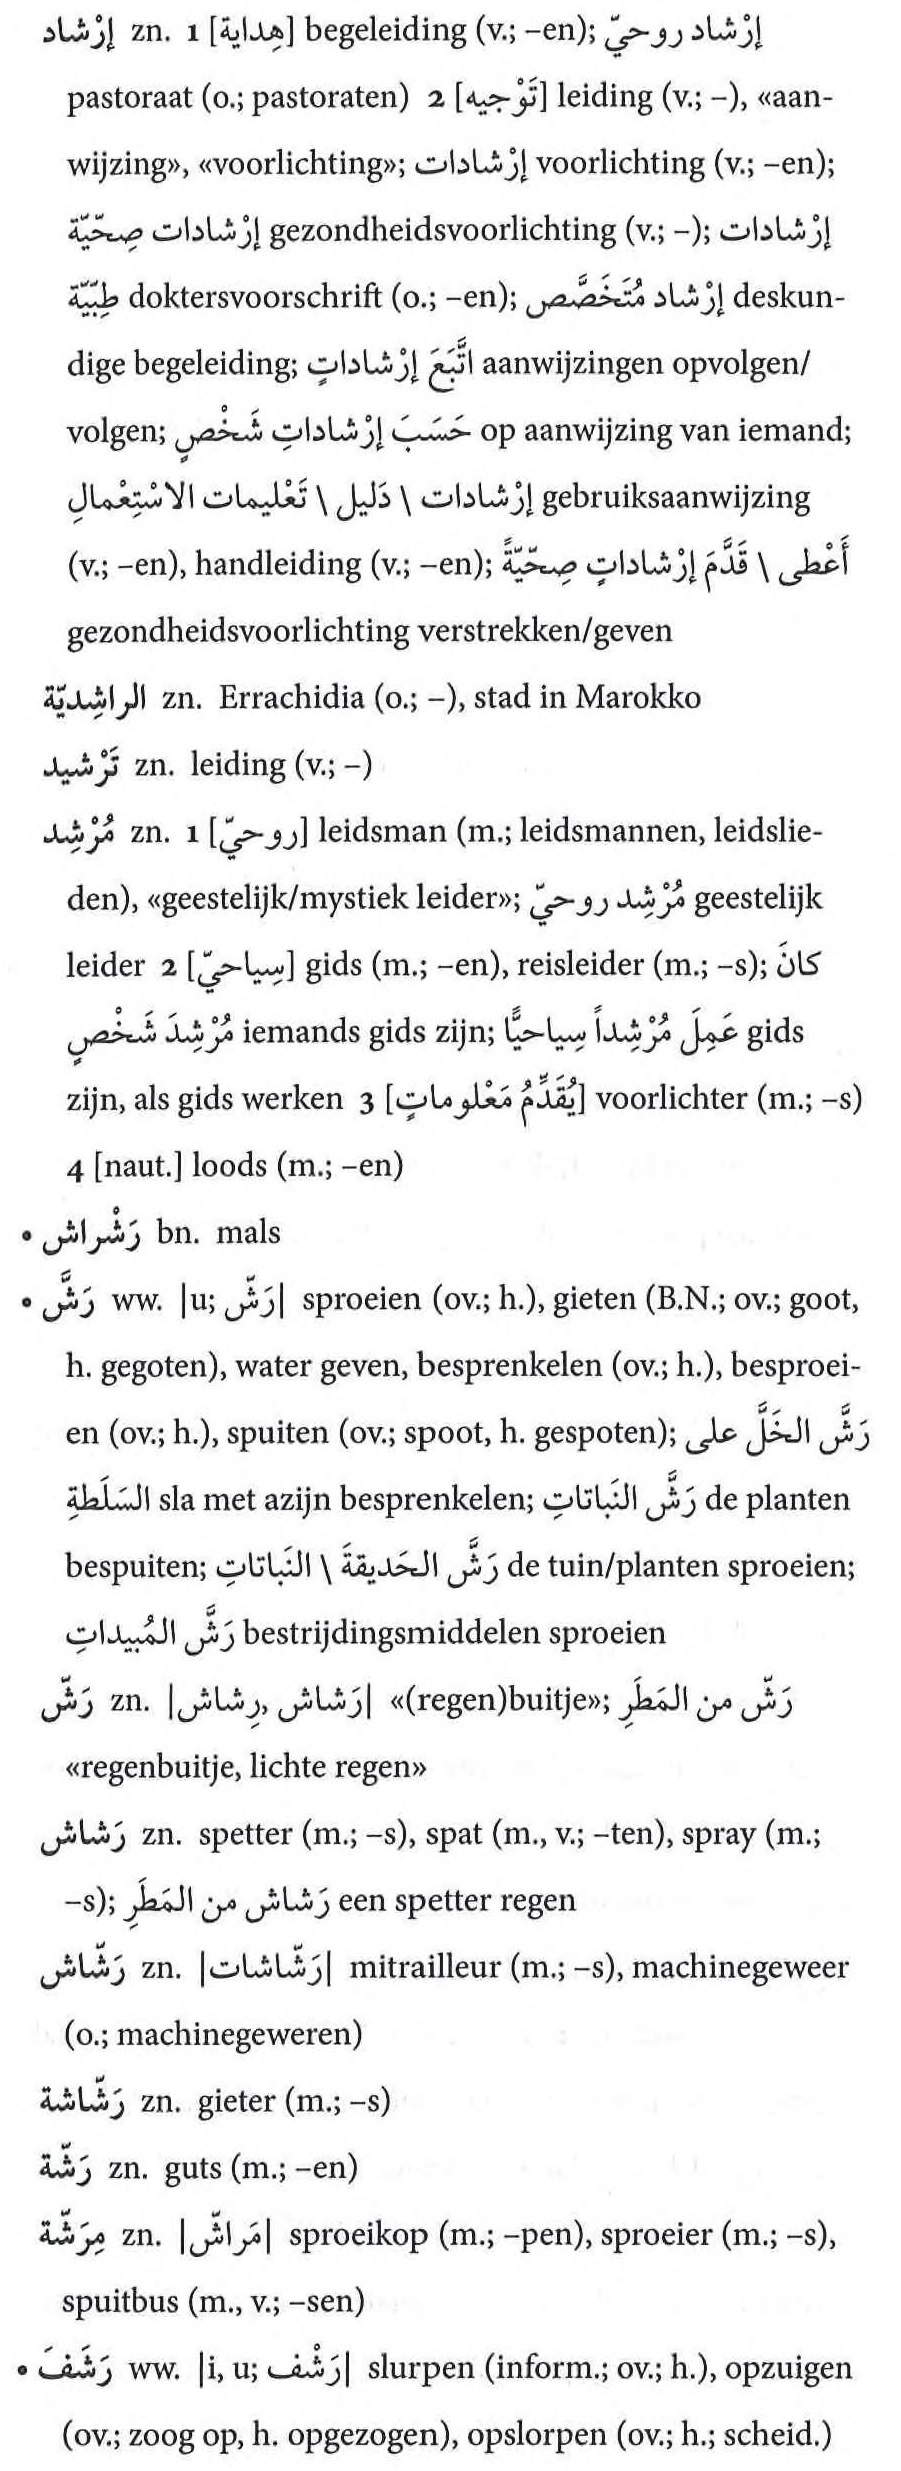 إرْشاد zn. 1 [هِداية] begeleiding (v.; –en); إرْشاد روحيّ
pastoraat (o.; pastoraten) 2 [تَوْجيه] leiding (v.; –), «aan-
wijzing», «voorlichting»; إرْشادات voorlichting (v.; –en);
إرْشادات صِحّيّة gezondheidsvoorlichting (v.; –); إرْشادات
طِبّيّة doktersvoorschrift (o.; –en); إرْشاد مُتَخَصَّص deskun-
dige begeleiding; اتَّبَعَ إرْشاداتٍ aanwijzingen opvolgen/
volgen; حَسَبَ إرْشاداتِ شَخْصٍ op aanwijzing van iemand;
إرْشادات \ دَليل \ تَعْليمات الاسْتِعْمالِ gebruiksaanwijzing
(v.; –en), handleiding (v.; –en); أَعْطى \ قَدَّمَ إرْشاداتٍ صِحّيّةً
gezondheidsvoorlichting verstrekken/geven
الراشِديّة zn. Errachidia (o.; –), stad in Marokko
تَرْشيد zn. leiding (v.; –)
مُرْشِد zn. 1 [روحيّ] leidsman (m.; leidsmannen, leidslie-
den), «geestelijk/mystiek leider»; مُرْشِد روحيّ geestelijk
leider 2 [سِياحيّ] gids (m.; –en), reisleider (m.; –s); كانَ
مُرْشِدَ شَخْصٍ iemands gids zijn; عَمِلَ مُرْشِداً سِياحيًّا gids
zijn, als gids werken 3 [يُقَدِّمُ مَعْلوماتٍ] voorlichter (m.; –s)
4 [naut.] loods (m.; –en)
• رَشْراش bn. mals
• رَشَّ ww. |u; رَشّ| sproeien (ov.; h.), gieten (B.N.; ov.; goot,
h. gegoten), water geven, besprenkelen (ov.; h.), besproei-
en (ov.; h.), spuiten (ov.; spoot, h. gespoten); رَشَّ الخَلَّ على
السَلَطةِ sla met azijn besprenkelen; رَشَّ النَباتاتِ de planten
bespuiten; رَشَّ الحَديقةَ \ النَباتاتِ de tuin/planten sproeien;
رَشَّ المُبيداتِ bestrijdingsmiddelen sproeien
رَشّ zn. |رَشاش, رِشاش| «(regen)buitje»; رَشّ من المَطَرِ
«regenbuitje, lichte regen»
رَشاش zn. spetter (m.; –s), spat (m., v.; –ten), spray (m.;
–s); رَشاش من المَطَرِ een spetter regen
رَشّاش zn. |رَشّاشات| mitrailleur (m.; –s), machinegeweer
(o.; machinegeweren)
رَشّاشة zn. gieter (m.; –s)
رَشّة zn. guts (m.; –en)
مِرَشّة zn. |مَراشّ| sproeikop (m.; –pen), sproeier (m.; –s),
spuitbus (m., v.; –sen)
• رَشَفَ ww. |i, u; رَشْف| slurpen (inform.; ov.; h.), opzuigen
(ov.; zoog op, h. opgezogen), opslorpen (ov.; h.; scheid.)